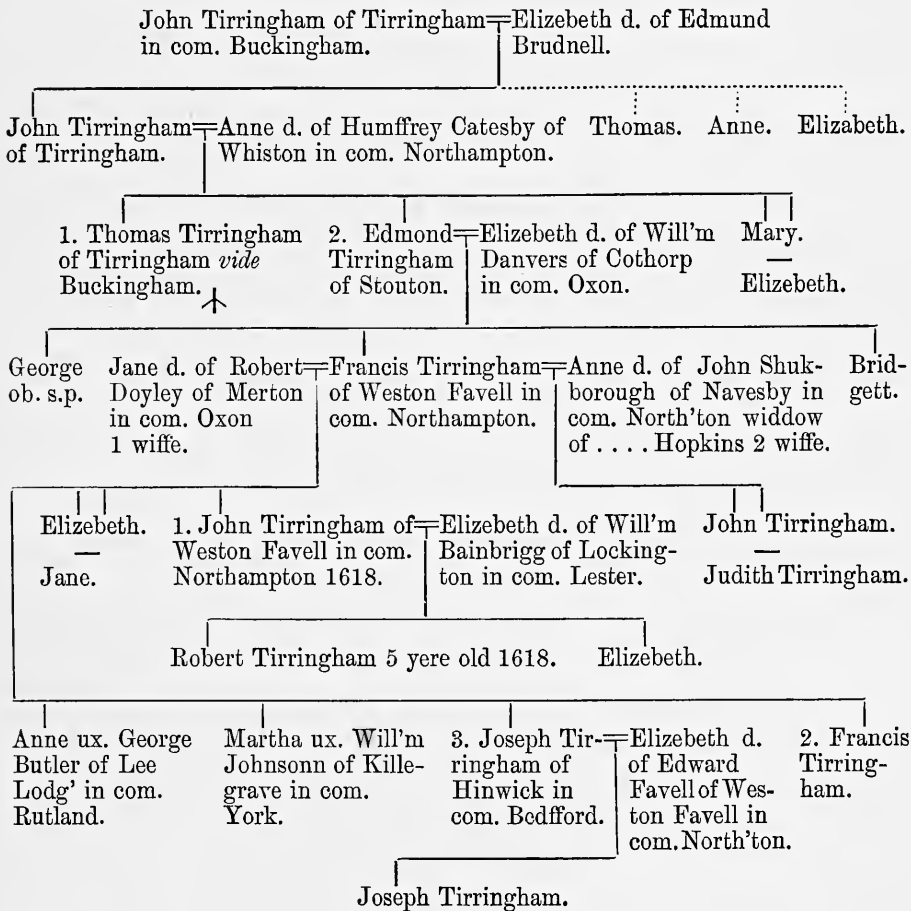 John Tirringham of Tirringham
in com. Buckingham.
Elizebeth d. of Edmund
Brudnell.
John Tirringham
of Tirringham.
Anne d. of Humffrey Catesby of
Whiston in com. Northampton.
Thomas.
Anne.
Elizabeth.
1. Thomas Tirringham
of Tirringham vide
Buckingham.
2. Edmond
Tirringham
of Stouton.
Elizebeth d. of Will'm
Danvers of Cothorp
in com. Oxon.
Mary.
—
Elizebeth.
George
ob. s.p.
Jane d. of Robert
Doyley of Merton
in com. Oxon
1 wiffe.
Francis Tirringham
of Weston Favell in
com. Northampton.
Anne d. of John Shuk-
borough of Navesby in
com. North'ton widdow
of .... Hopkins 2 wiffe.
Brid-
gett.
Elizebeth.
—
Jane.
1. John Tirringham of
Weston Favell in com.
Northampton 1618.
Elizebeth d. of Will'm
Bainbrigg of Locking-
ton in com. Lester.
John Tirringham.
—
Judith Tirringham.
Robert Tirringham 5 yere old 1618.
Elizebeth.
Anne ux. George
Butler of Lee
Lodg' in com.
Rutland.
Martha ux. Will'm
Johnsonn of Kille-
grave in com.
York.
3. Joseph Tir-
ringham of
Hinwick in
com. Bedfford.
Elizebeth d.
of Edward
Favell of Wes-
ton Favell in
com. North'ton.
2. Francis
Tirring-
ham.
Joseph Tirringham.